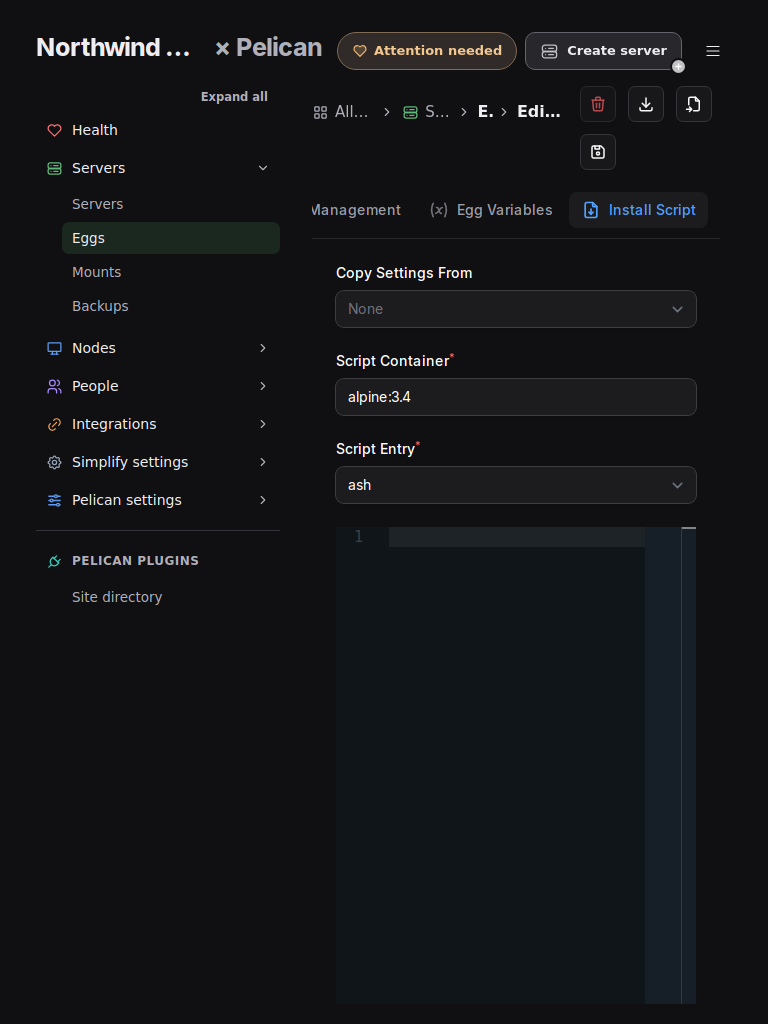 Northwind ... × Pelican
Attention needed
Create server
Expand all
Health
Servers
Servers
Eggs
Mounts
Backups
Nodes
People
Integrations
Simplify settings
Pelican settings
PELICAN PLUGINS
Site directory
All... > S... > E. > Edi...
Management
(x) Egg Variables
Install Script
Copy Settings From
None
Script Container*
alpine:3.4
Script Entry*
ash
1